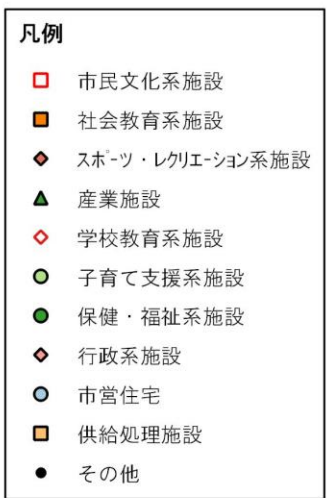 凡例
市民文化系施設
社会教育系施設
スポーツ・レクリエーション系施設
産業施設
学校教育系施設
子育て支援系施設
保健・福祉系施設
行政系施設
市営住宅
供給処理施設
その他